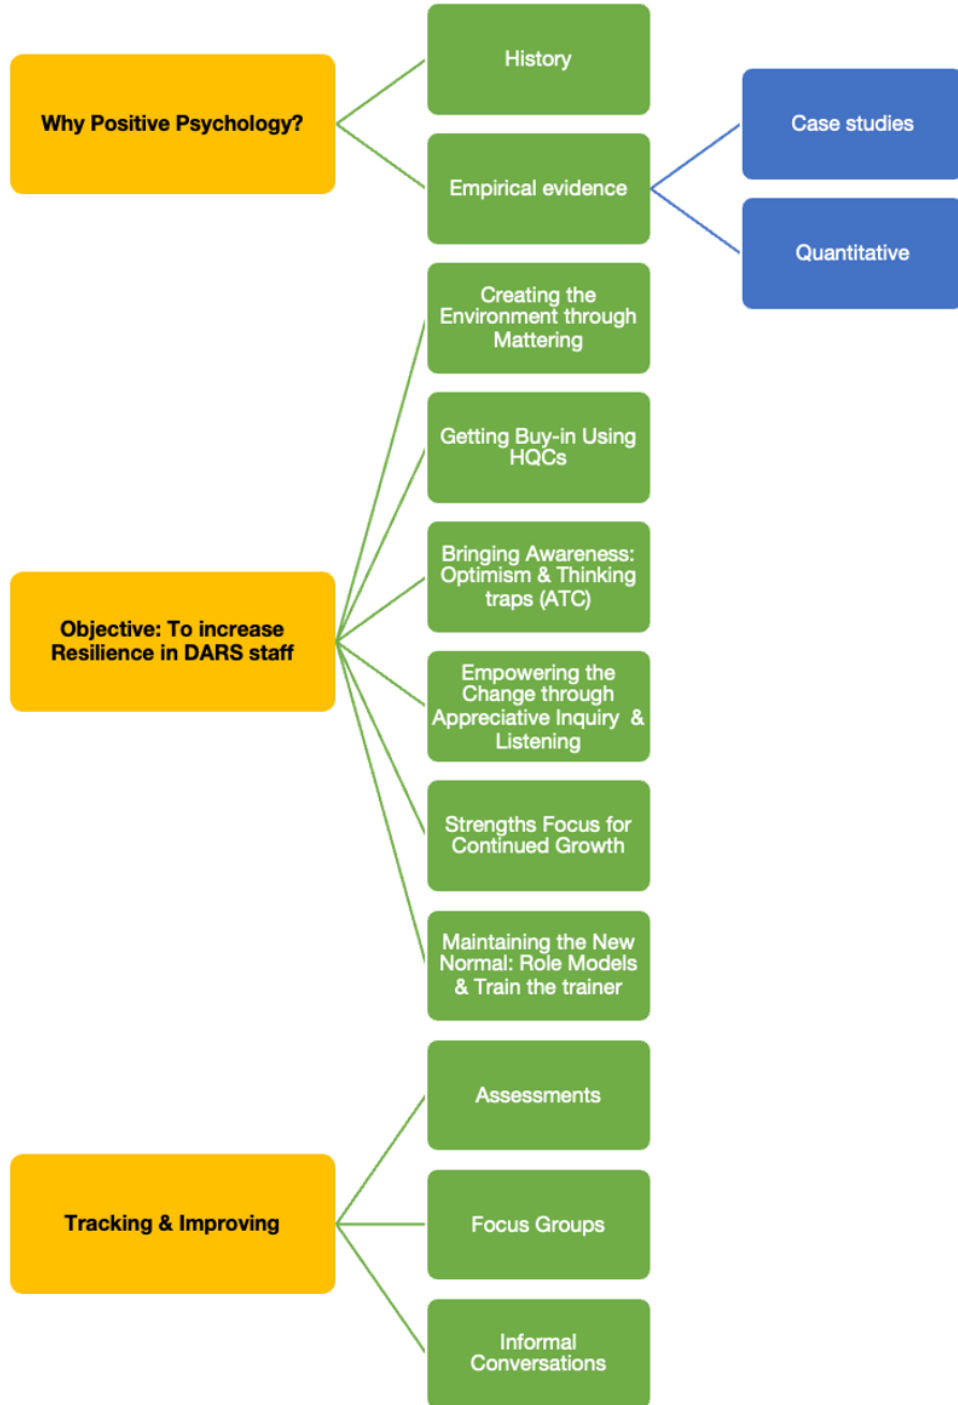 Why Positive Psychology?
History
Empirical evidence
Case studies
Quantitative
Objective: To increase
Resilience in DARS staff
Creating the
Environment through
Mattering
Getting Buy-in Using
HQCs
Bringing Awareness:
Optimism & Thinking
traps (ATC)
Empowering the
Change through
Appreciative Inquiry  &
Listening
Strengths Focus for
Continued Growth
Maintaining the New
Normal: Role Models
& Train the trainer
Tracking & Improving
Assessments
Focus Groups
Informal
Conversations